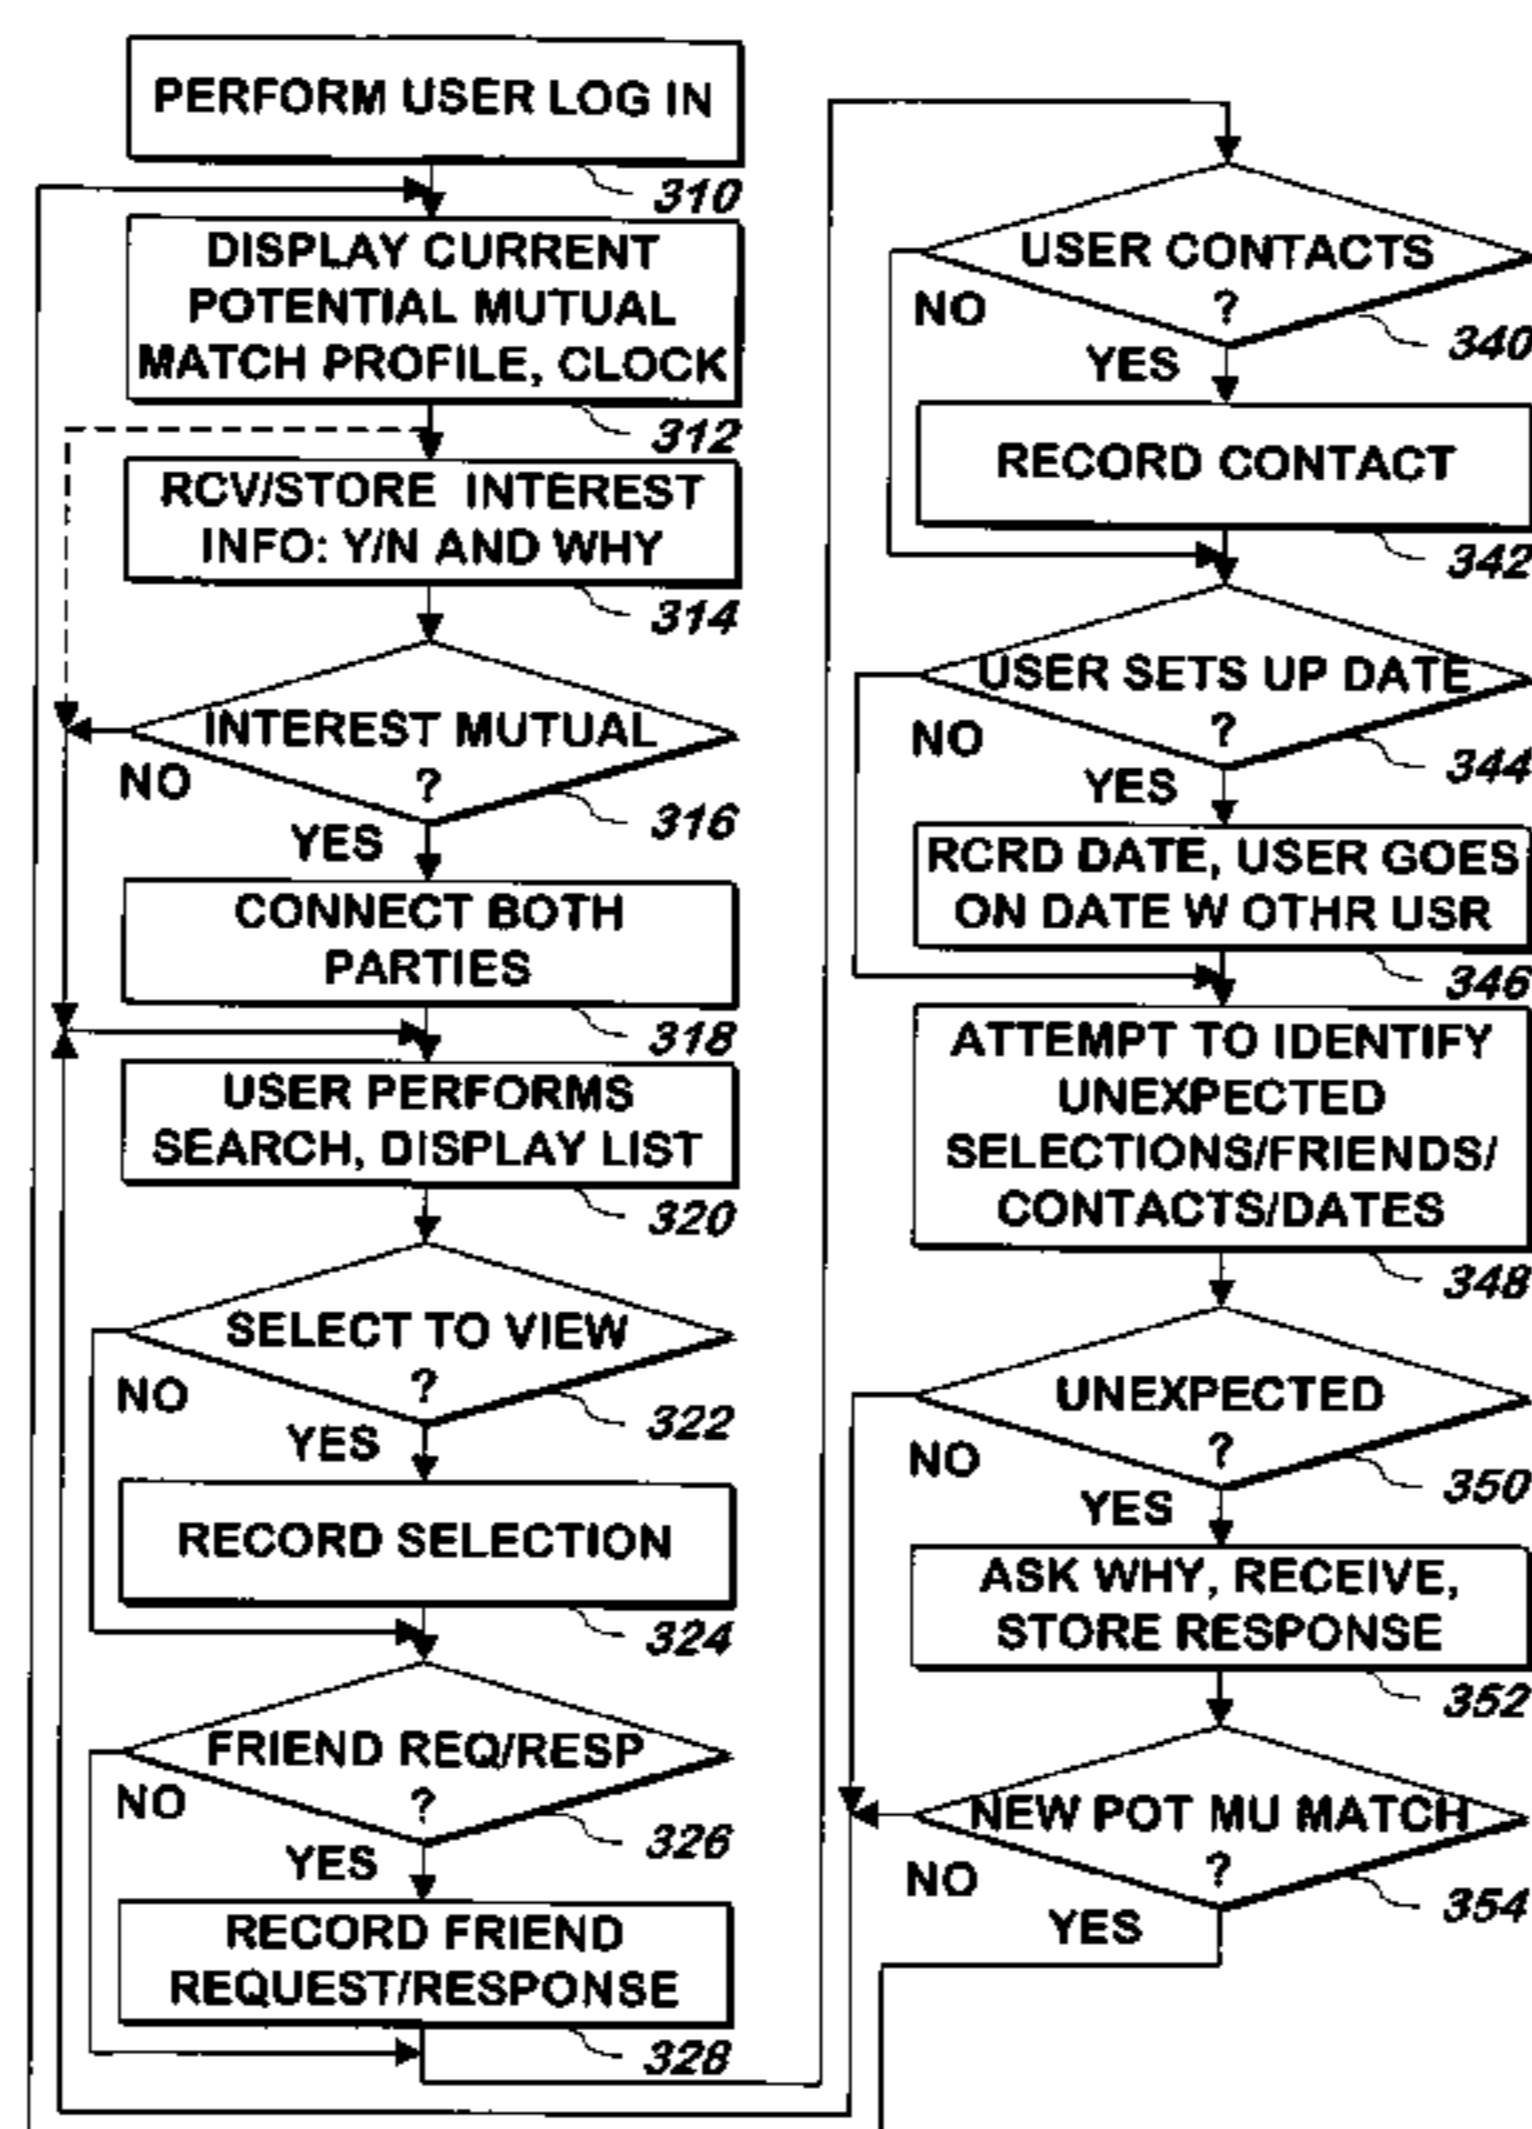 PERFORM USER LOG IN
310
DISPLAY CURRENT
POTENTIAL MUTUAL
MATCH PROFILE, CLOCK
312
RCV/STORE INTEREST
INFO: Y/N AND WHY
314
INTEREST MUTUAL
?
NO
316
YES
CONNECT BOTH
PARTIES
318
USER PERFORMS
SEARCH, DISPLAY LIST
320
SELECT TO VIEW
?
NO
322
YES
RECORD SELECTION
324
FRIEND REQ/RESP
?
NO
326
YES
RECORD FRIEND
REQUEST/RESPONSE
328
USER CONTACTS
?
NO
340
YES
RECORD CONTACT
342
USER SETS UP DATE
?
NO
344
YES
RCRD DATE, USER GOES
ON DATE W OTHR USR
346
ATTEMPT TO IDENTIFY
UNEXPECTED
SELECTIONS/FRIENDS/
CONTACTS/DATES
348
UNEXPECTED
?
NO
350
YES
ASK WHY, RECEIVE,
STORE RESPONSE
352
NEW POT MU MATCH
?
NO
354
YES